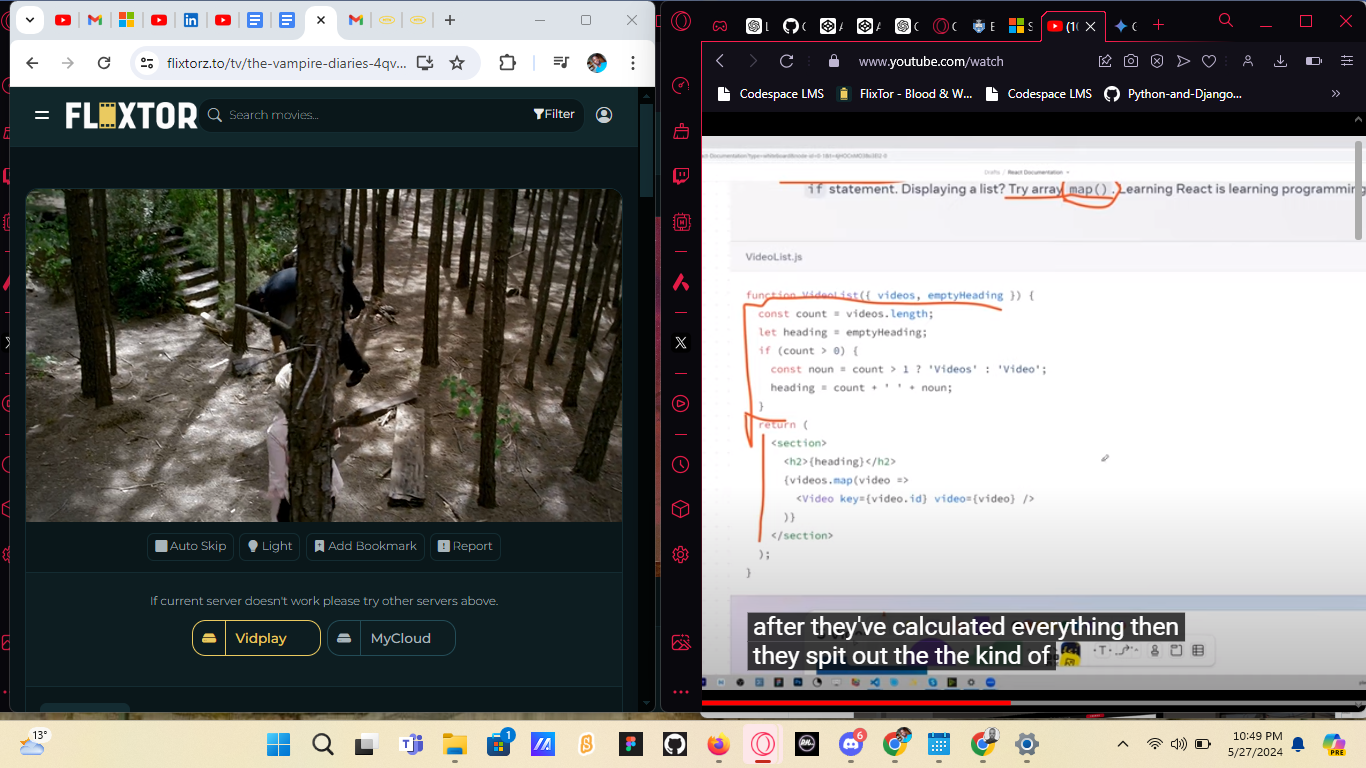 flixtorz.to/tv/the-vampire-diaries-4qv...
FLIXTOR
Search movies...
Filter
Auto Skip
Light
Add Bookmark
Report
If current server doesn't work please try other servers above.
Vidplay
MyCloud
www.youtube.com/watch
Codespace LMS
FlixTor - Blood & W...
Codespace LMS
Python-and-Django...
Drafts / React Documentation
if statement. Displaying a list? Try array map(). Learning React is learning programming
VideoList.js
function VideoList({ videos, emptyHeading }) {
const count = videos.length;
let heading = emptyHeading;
if (count > 0) {
const noun = count > 1 ? 'Videos' : 'Video';
heading = count + ' ' + noun;
}
return (
<section>
<h2>{heading}</h2>
{videos.map(video =>
<Video key={video.id} video={video} />
)}
</section>
);
}
after they've calculated everything then
they spit out the the kind of
13°
1
6
10:49 PM
5/27/2024
PRE